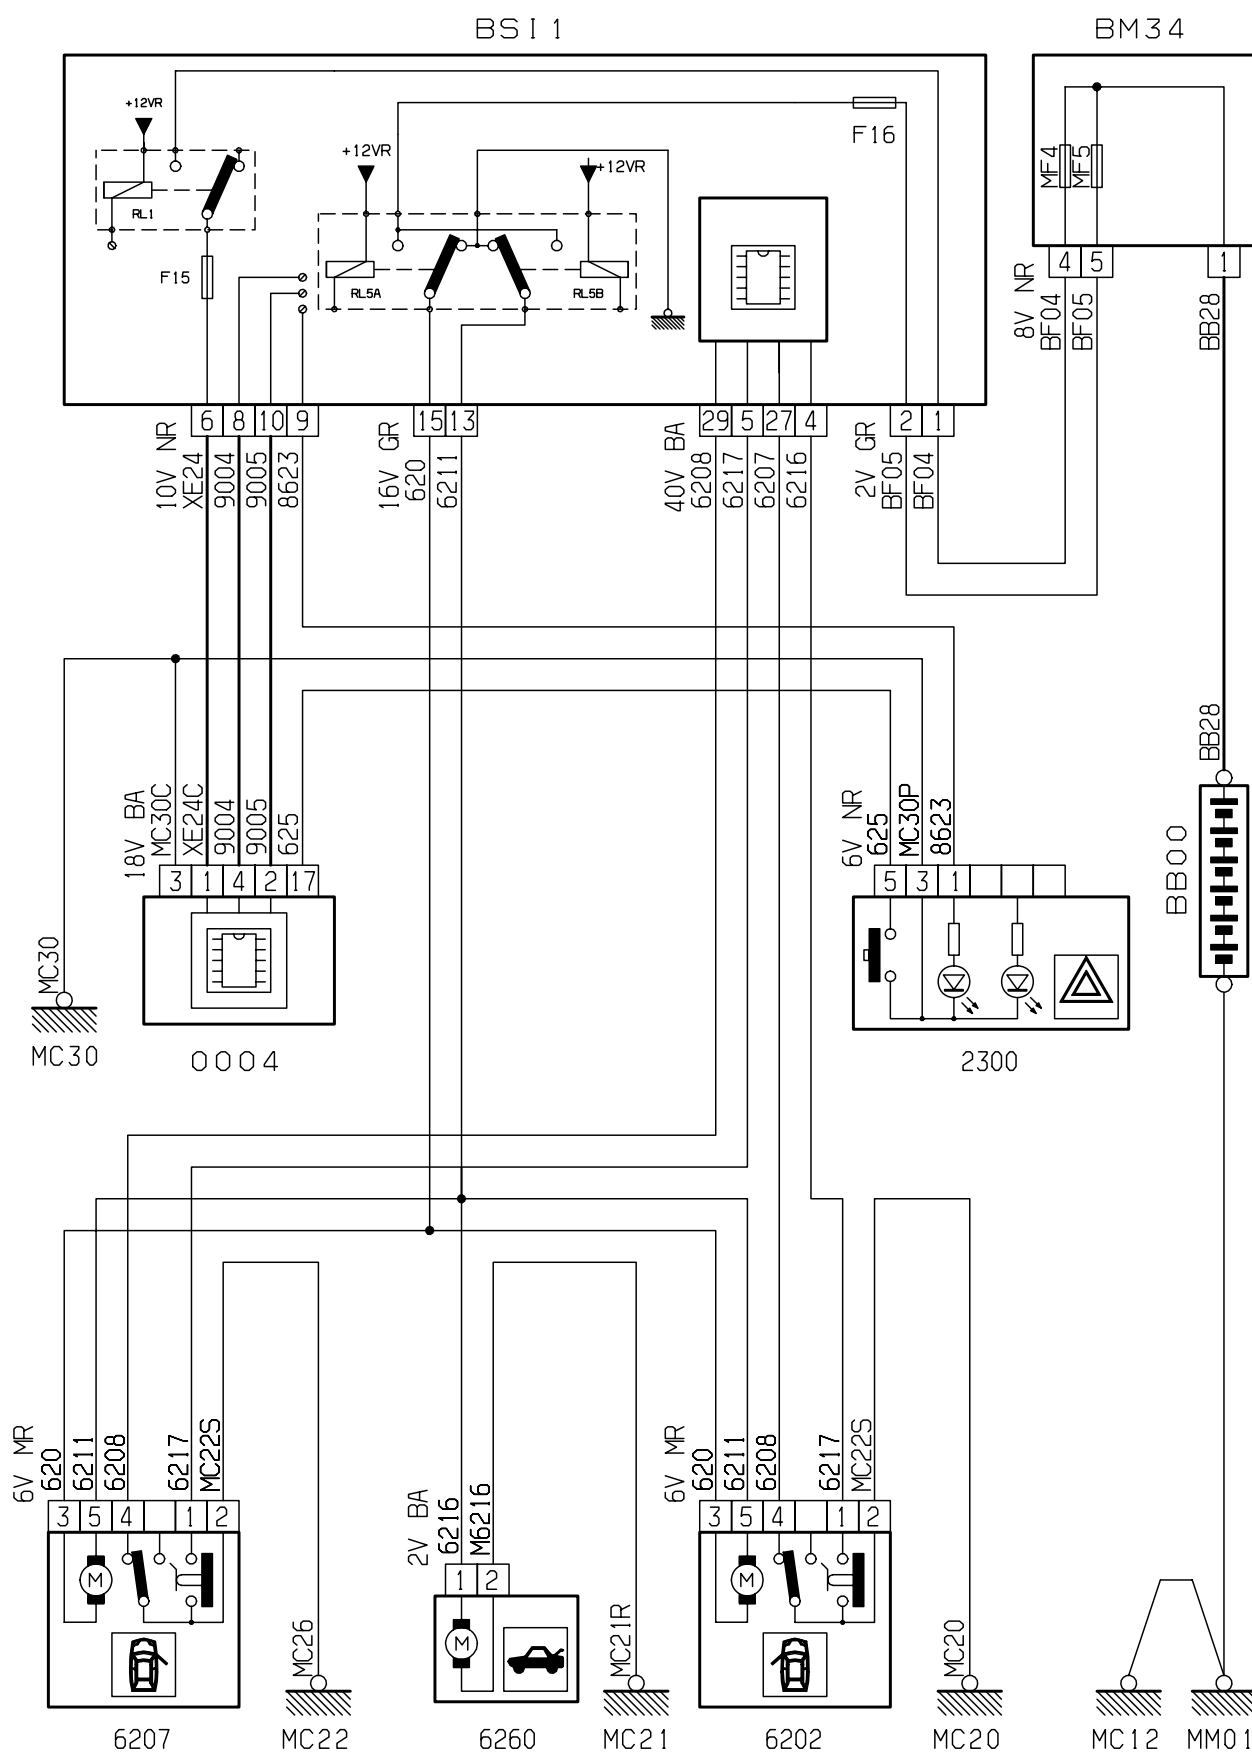 BSI1
BM34
+12VR
RL1
F15
+12VR
+12VR
RL5A
RL5B
F16
MF4
MF5
4 5 1
8V NR
BF04
BF05
BB28
6 8 10 9
15 13
29 5 27 4
2 1
10V NR
XE24
9004
9005
8623
16V GR
620
6211
40V BA
6208
6217
6207
6216
2V GR
BF05
BF04
BB28
BB00
18V BA
MC30C
XE24C
9004
9005
625
3 1 4 2 17
6V NR
625
MC30P
8623
5 3 1
MC30
MC30
0004
2300
6V MR
620
6211
6208
6217
MC22S
3 5 4 1 2
M
MC26
2V BA
6216
M6216
1 2
M
MC21R
6V MR
620
6211
6208
6217
MC22S
3 5 4 1 2
M
MC20
6207
MC22
6260
MC21
6202
MC20
MC12
MM01